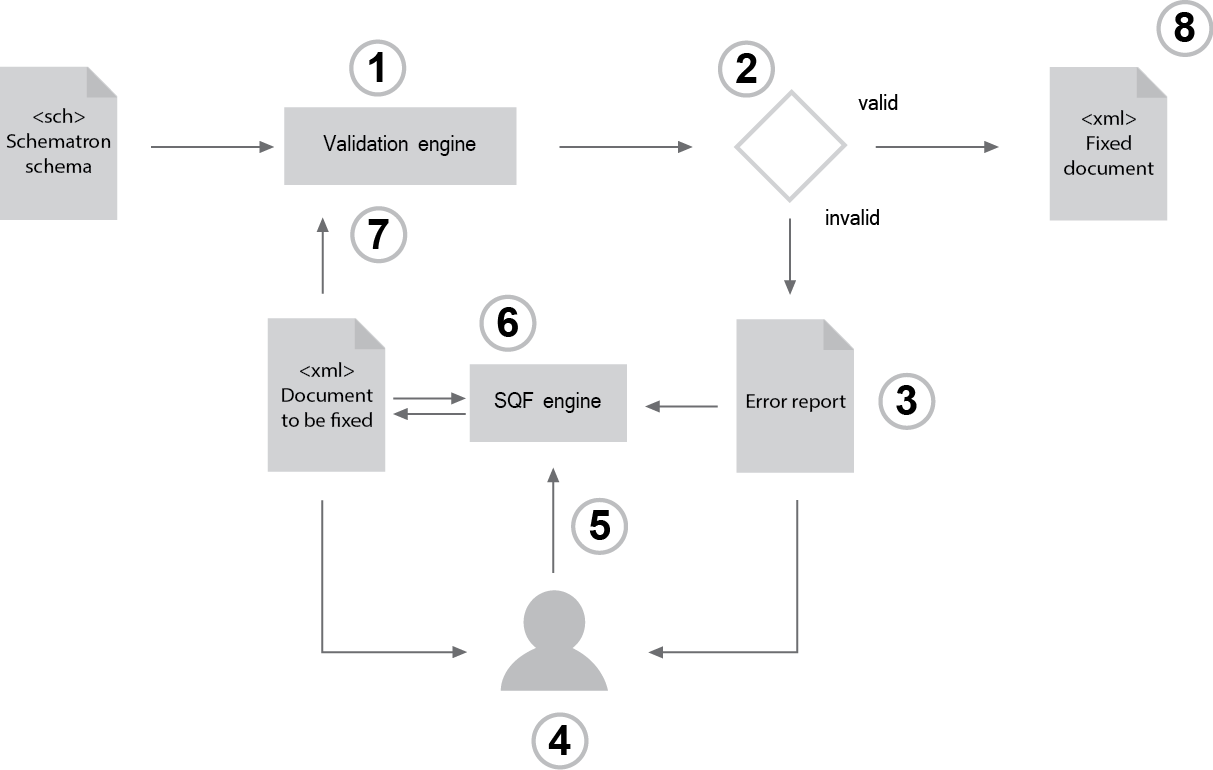 8
1
2
valid
<sch>
Schematron
schema
Validation engine
<xml>
Fixed
document
invalid
7
6
<xml>
Document
to be fixed
SQF engine
Error report
3
5
4